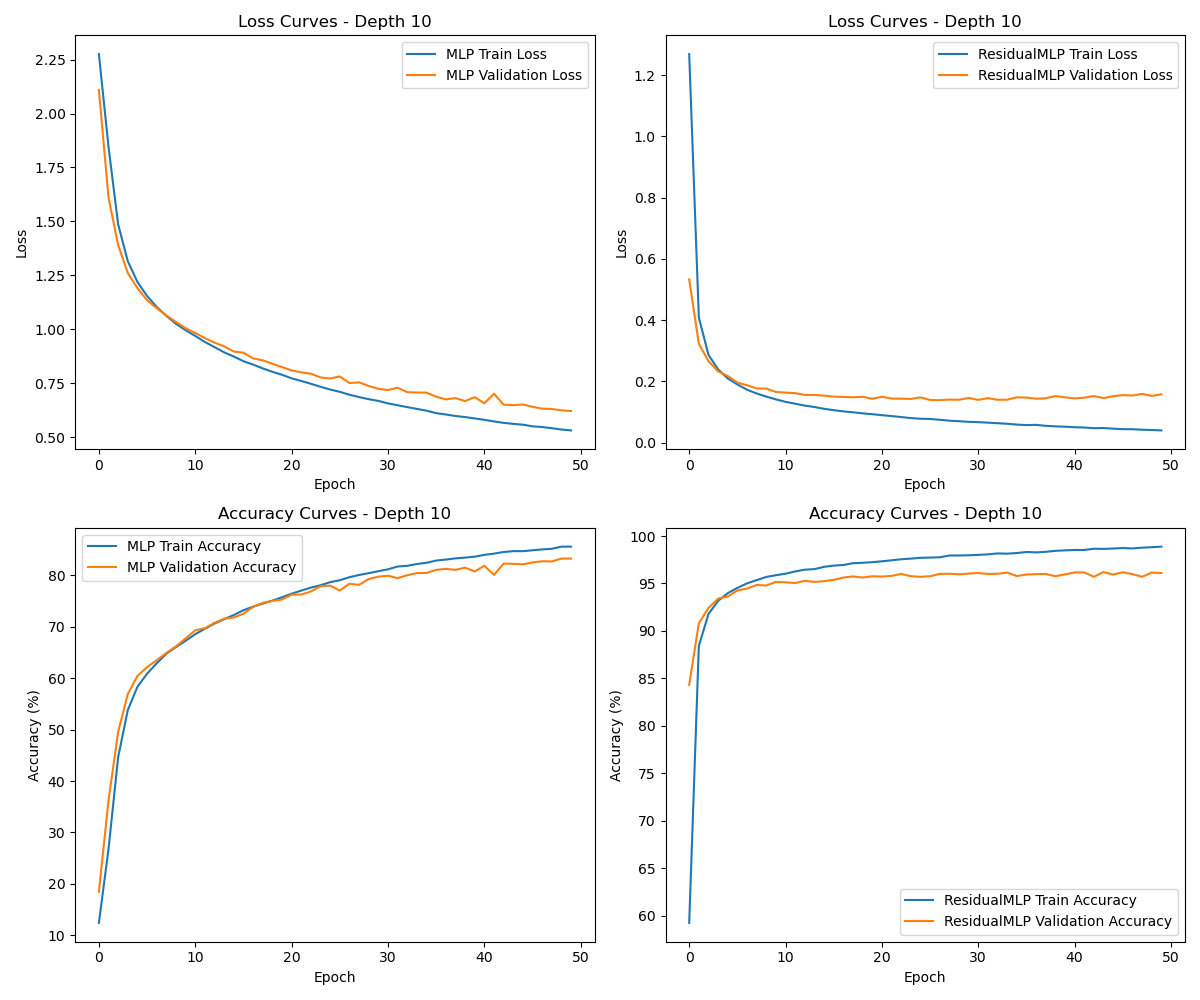 Loss Curves - Depth 10
Loss
2.25
2.00
1.75
1.50
1.25
1.00
0.75
0.50
0 10 20 30 40 50
Epoch
MLP Train Loss
MLP Validation Loss
Loss Curves - Depth 10
Loss
1.2
1.0
0.8
0.6
0.4
0.2
0.0
0 10 20 30 40 50
Epoch
ResidualMLP Train Loss
ResidualMLP Validation Loss
Accuracy Curves - Depth 10
Accuracy (%)
80
70
60
50
40
30
20
10
0 10 20 30 40 50
Epoch
MLP Train Accuracy
MLP Validation Accuracy
Accuracy Curves - Depth 10
Accuracy (%)
100
95
90
85
80
75
70
65
60
0 10 20 30 40 50
Epoch
ResidualMLP Train Accuracy
ResidualMLP Validation Accuracy